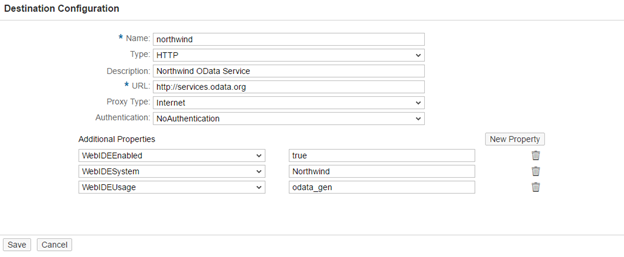 Destination Configuration
* Name: northwind
Type: HTTP
Description: Northwind OData Service
* URL: http://services.odata.org
Proxy Type: Internet
Authentication: NoAuthentication
Additional Properties New Property
WebIDEEnabled true
WebIDESystem Northwind
WebIDEUsage odata_gen
Save Cancel